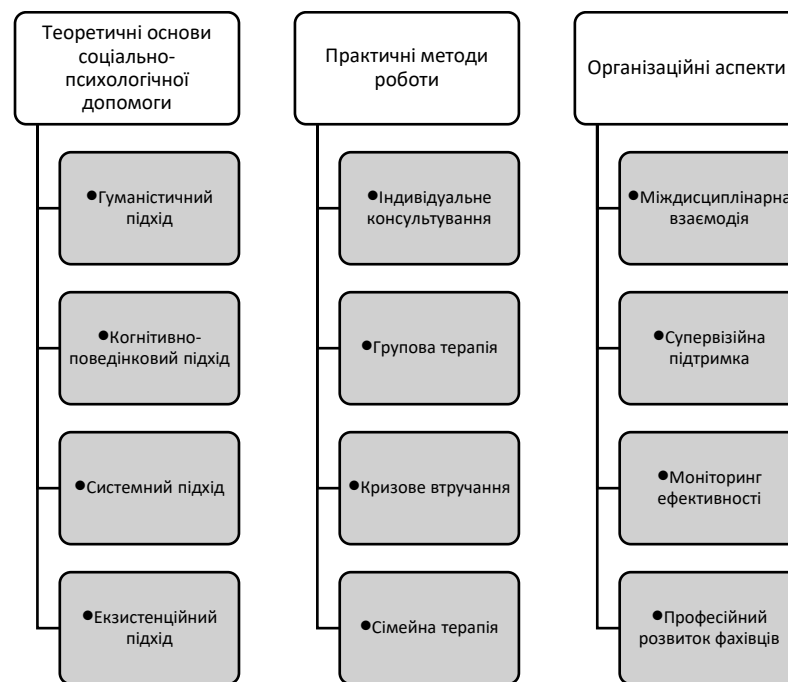 Теоретичні основи
соціально-
психологічної
допомоги
●Гуманістичний
підхід
●Когнітивно-
поведінковий підхід
●Системний підхід
●Екзистенційний
підхід
Практичні методи
роботи
●Індивідуальне
консультування
●Групова терапія
●Кризове втручання
●Сімейна терапія
Організаційні аспекти
●Міждисциплінарна
взаємодія
●Супервізійна
підтримка
●Моніторинг
ефективності
●Професійний
розвиток фахівців